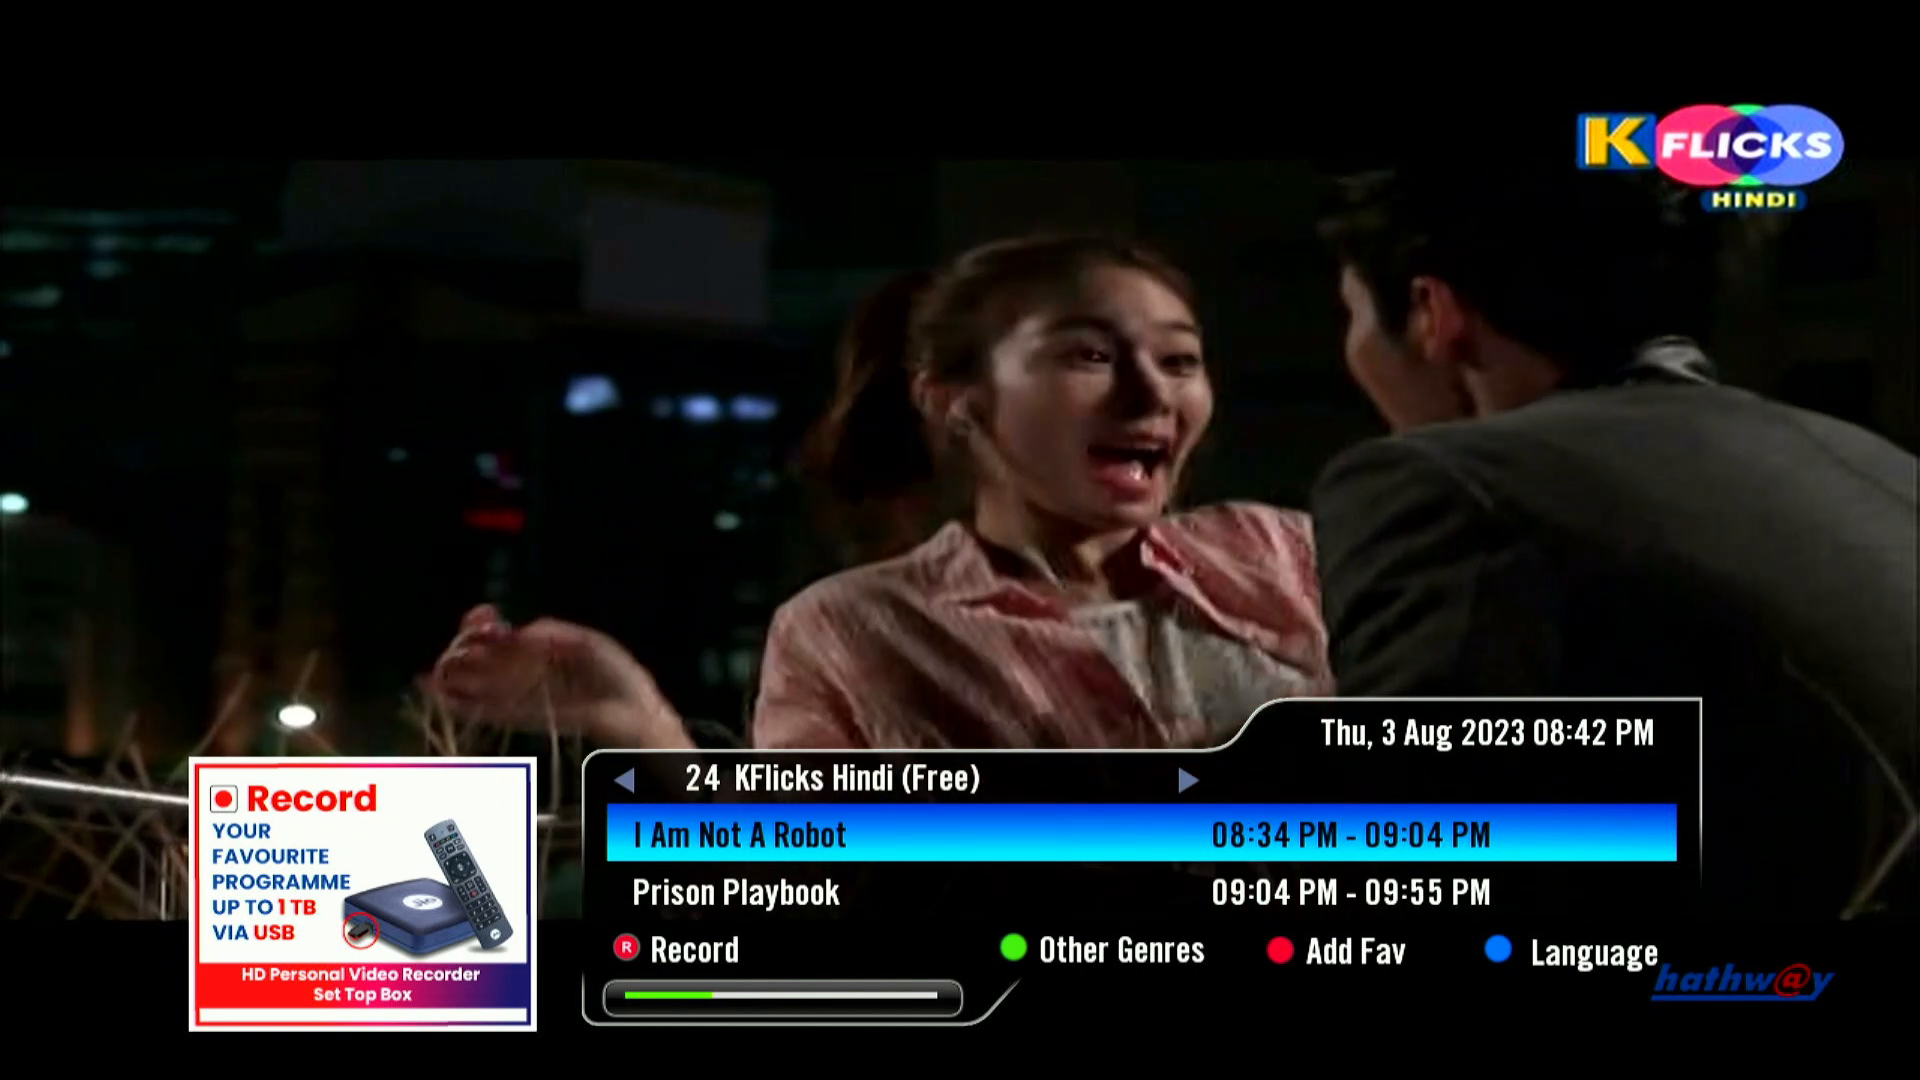 K FLICKS
HINDI
Thu, 3 Aug 2023 08:42 PM
24 KFlicks Hindi (Free)
I Am Not A Robot 08:34 PM - 09:04 PM
Prison Playbook 09:04 PM - 09:55 PM
R Record Other Genres Add Fav Language
hathw@y
Record
YOUR
FAVOURITE
PROGRAMME
UP TO 1 TB
VIA USB
Jio
HD Personal Video Recorder
Set Top Box